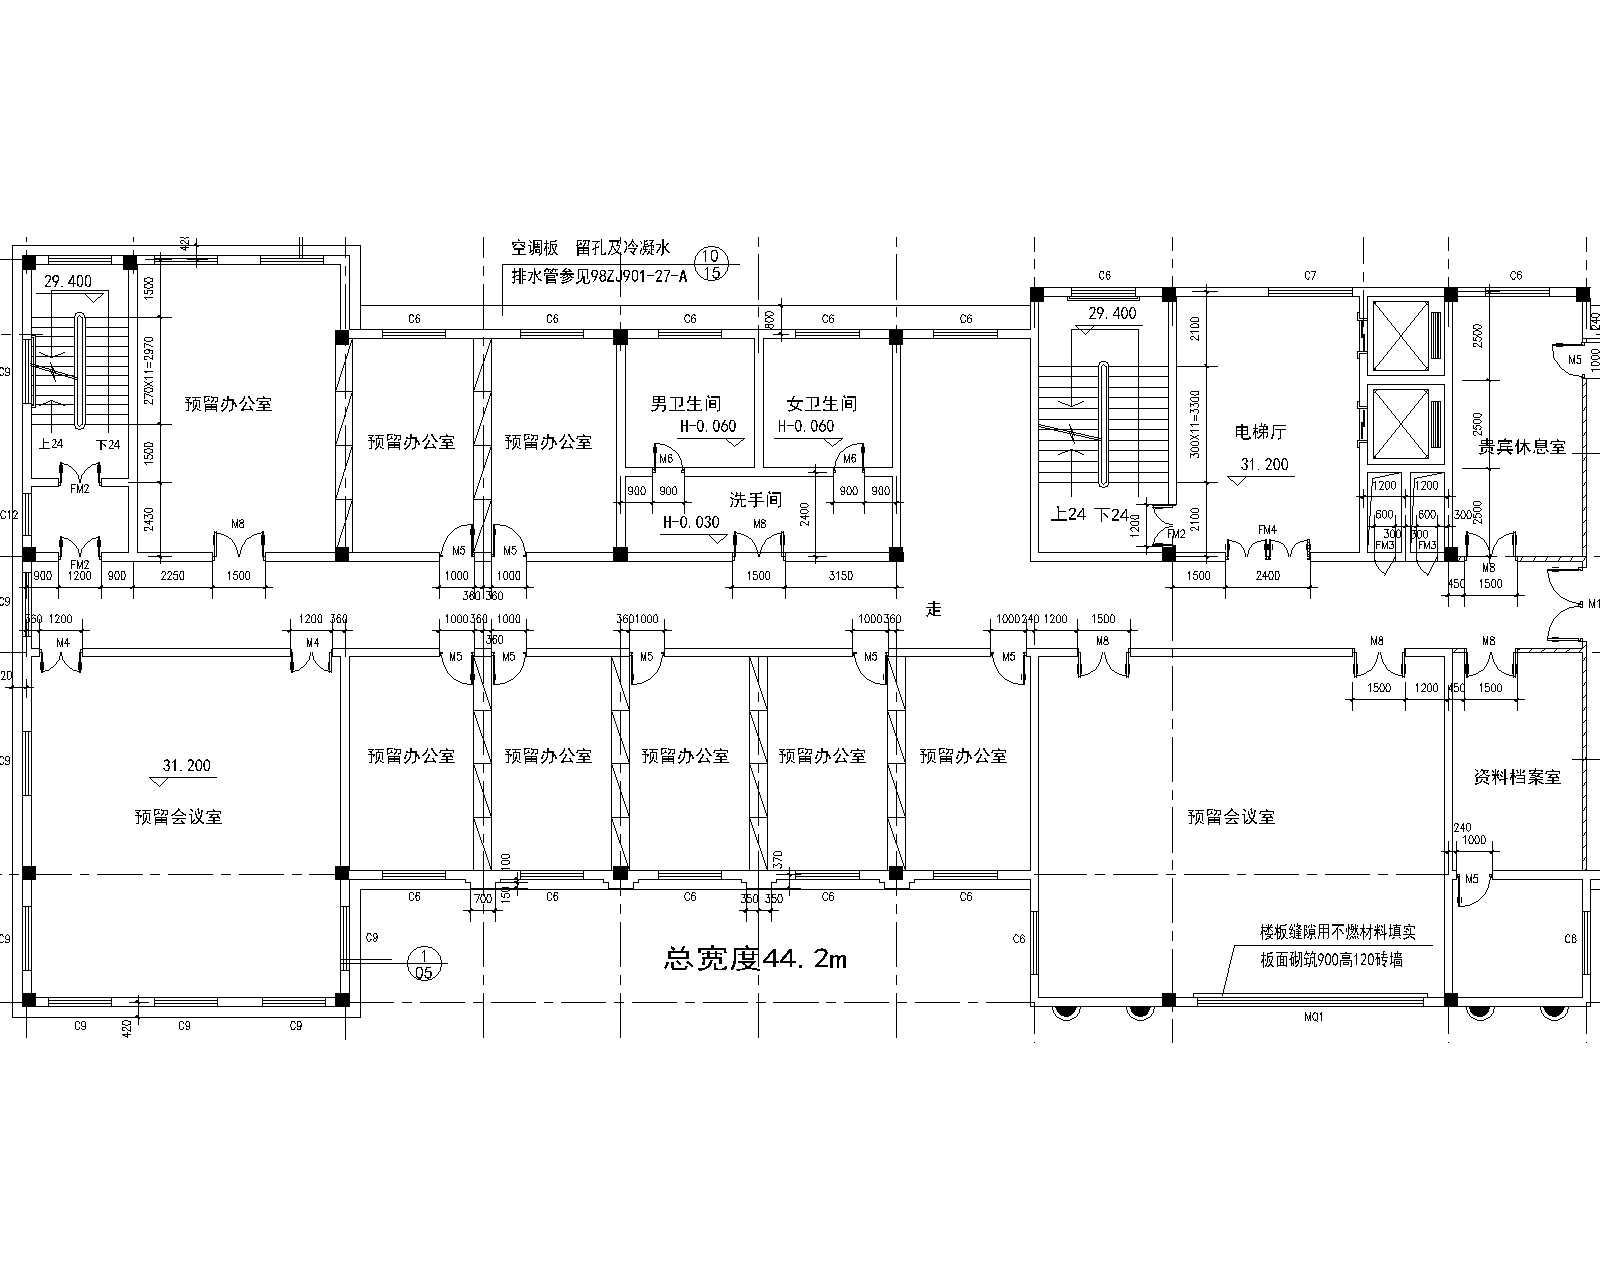 空调板 留孔及冷凝水
排水管参见98ZJ901-27-A
10
15
420
C6
C7
C6
29.400
1500
29.400
C6
C6
C6
C6
C6
800
2100
2500
240
M5
1000
C9
270X11=2970
预留办公室
男卫生间
女卫生间
H-0.060
H-0.060
预留办公室
预留办公室
300X11=3300
电梯厅
31.200
2500
贵宾休息室
上24
下24
1500
M6
M6
FM2
900
900
900
900
1200
1200
洗手间
2400
C12
2430
M8
H-0.030
M8
上24
下24
1200
2100
FM2
FM4
600
600
300
2500
300
300
FM3
FM3
M5
M5
FM2
M8
900
1200
900
2250
1500
1000
1000
1500
3150
1500
2400
450
1500
360
360
C9
走
M1
360
1200
1200
360
1000
360
1000
360
1000
1000
360
1000
240
1200
1500
360
M4
M4
M5
M5
M5
M5
M5
M8
M8
M8
20
1500
1200
450
1500
C9
31.200
预留会议室
预留办公室
预留办公室
预留办公室
预留办公室
预留办公室
预留会议室
资料档案室
240
1000
100
370
M5
150
C6
700
C6
C6
350
350
C6
C6
C9
C9
C6
C6
楼板缝隙用不燃材料填实
板面砌筑900高120砖墙
1
05
总宽度44.2m
C9
420
C9
C9
MQ1